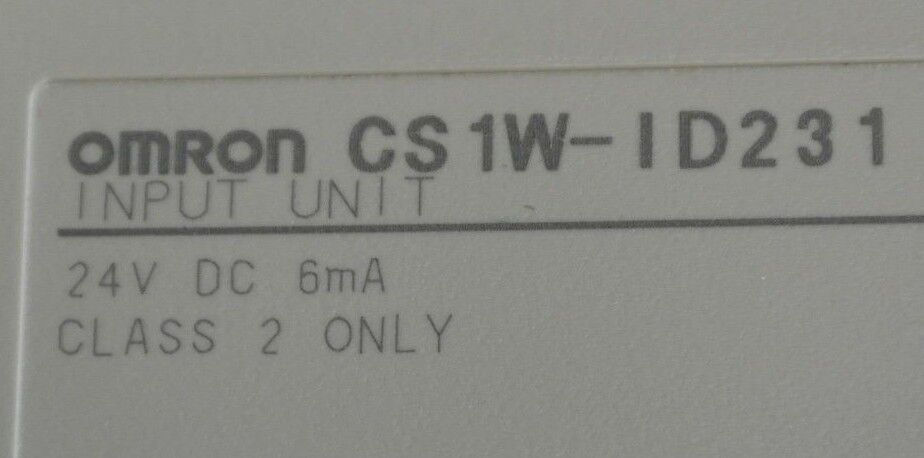 OMRON CS1W-ID231
INPUT UNIT
24V DC 6mA
CLASS 2 ONLY